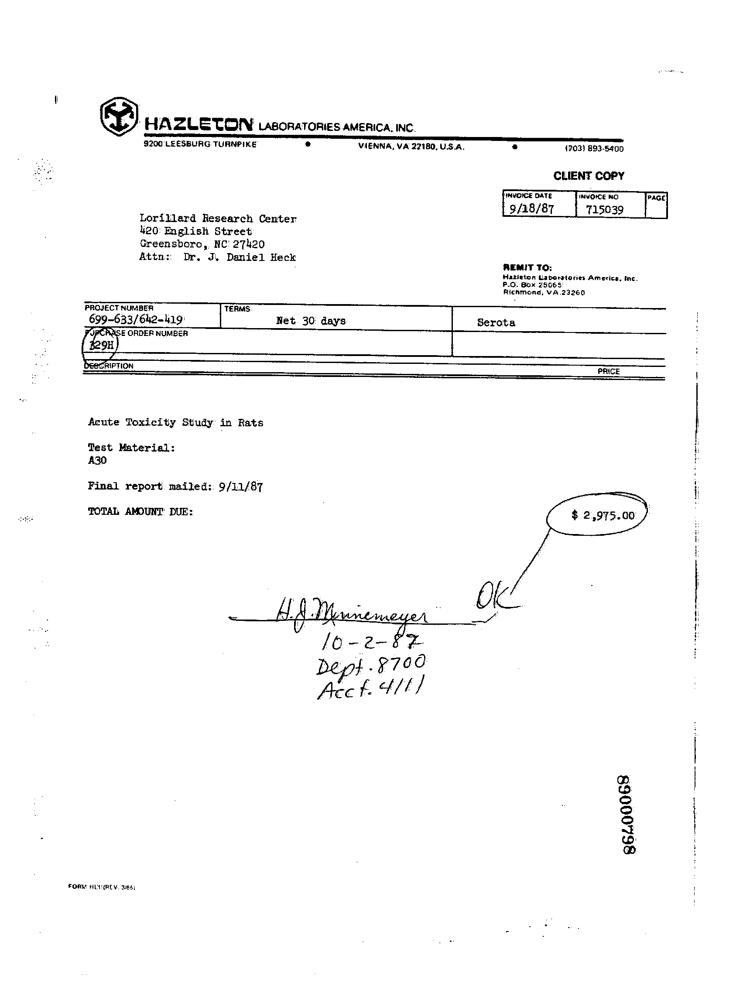 HAZLETON LABORATORIES AMERICA, INC.
9200 LEESBURG TURNPIKE • VIENNA, VA 22180, U.S.A. • (703) 893-5400
CLIENT COPY
INVOICE DATE INVOICE NO PAGE
9/18/87 715039
Lorillard Research Center
420 English Street
Greensboro, NC 27420
Attn: Dr. J. Daniel Heck
REMIT TO:
Hazleton Laboratories America, Inc.
P.O. Box 25065
Richmond, VA 23260
PROJECT NUMBER TERMS
699-633/642-419 Net 30 days Serota
PURCHASE ORDER NUMBER
129H
DESCRIPTION PRICE
Acute Toxicity Study in Rats
Test Material:
A30
Final report mailed: 9/11/87
TOTAL AMOUNT DUE: $ 2,975.00
OK
H.J. Minnemeyer
10-2-87
Dept. 8700
Acct. 4111
89000798
FORM (REV. 3/86)